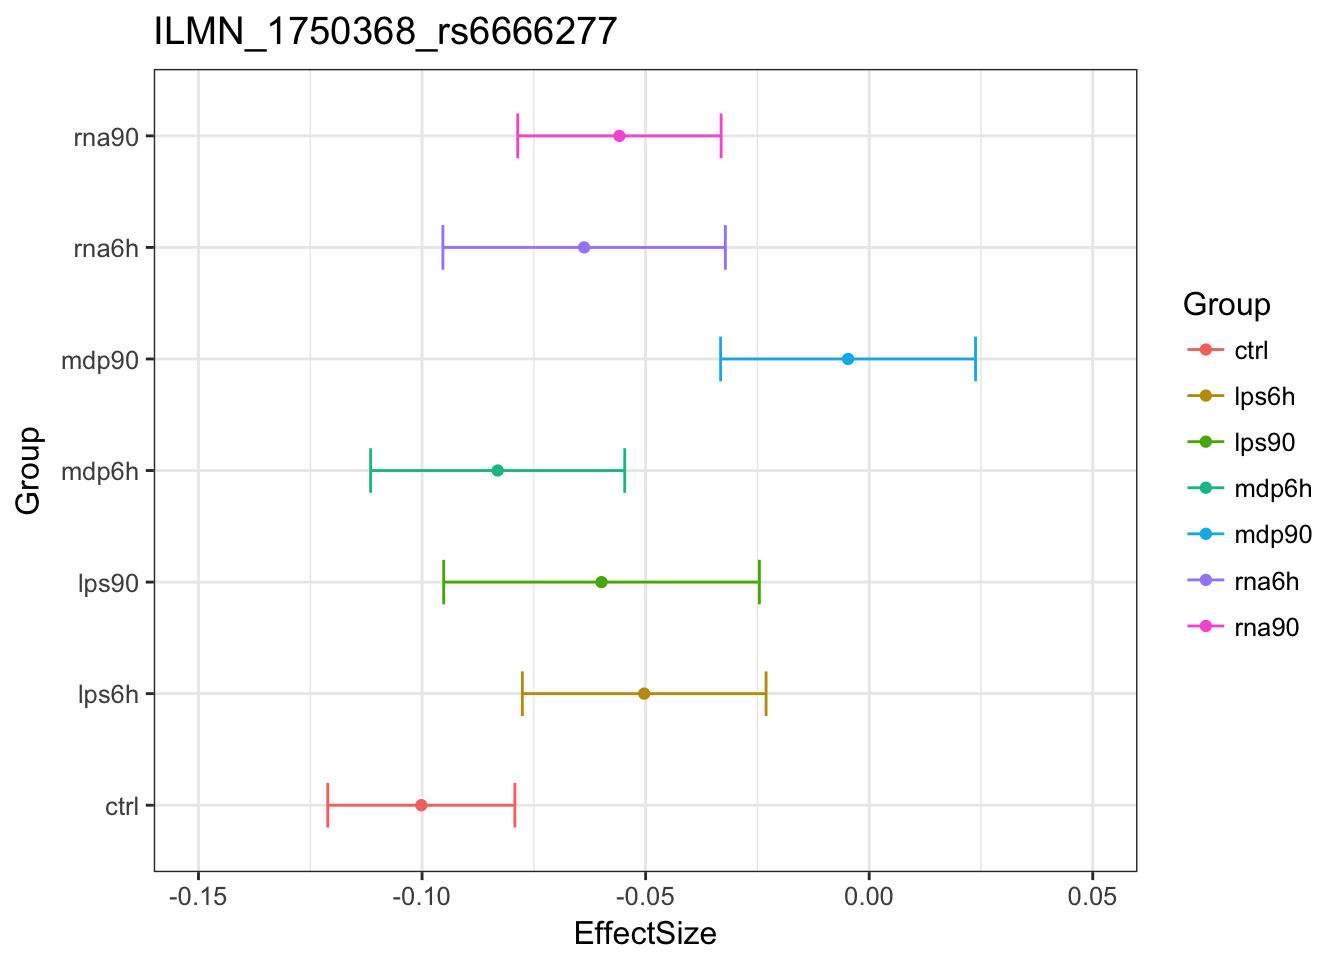 ILMN_1750368_rs6666277
rna90
rna6h
mdp90
mdp6h
lps90
lps6h
ctrl
Group
-0.15
-0.10
-0.05
0.00
0.05
EffectSize
Group
ctrl
lps6h
lps90
mdp6h
mdp90
rna6h
rna90